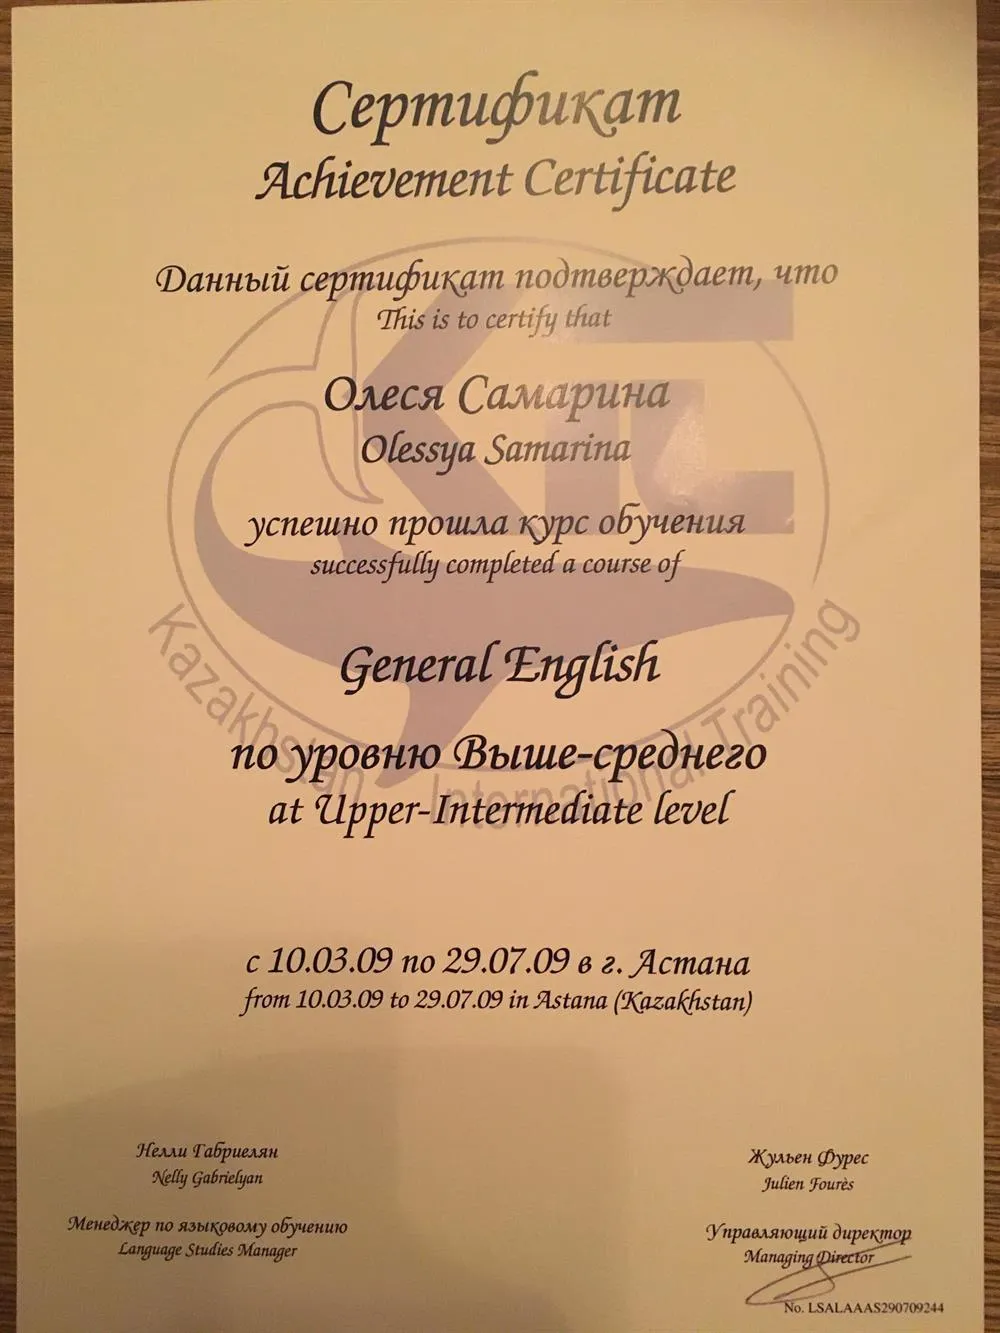 Сертификат
Achievement Certificate
Данный сертификат подтверждает, что
This is to certify that
KITC
Олеся Самарина
Olessya Samarina
успешно прошла курс обучения
successfully completed a course of
General English
по уровню Выше-среднего
at Upper-Intermediate level
Kazakhstan International Training
с 10.03.09 по 29.07.09 в г. Астана
from 10.03.09 to 29.07.09 in Astana (Kazakhstan)
Нелли Габриелян
Nelly Gabrielyan
Менеджер по языковому обучению
Language Studies Manager
Жульен Фурес
Julien Fourès
Управляющий директор
Managing Director
No. LSALAAAS290709244